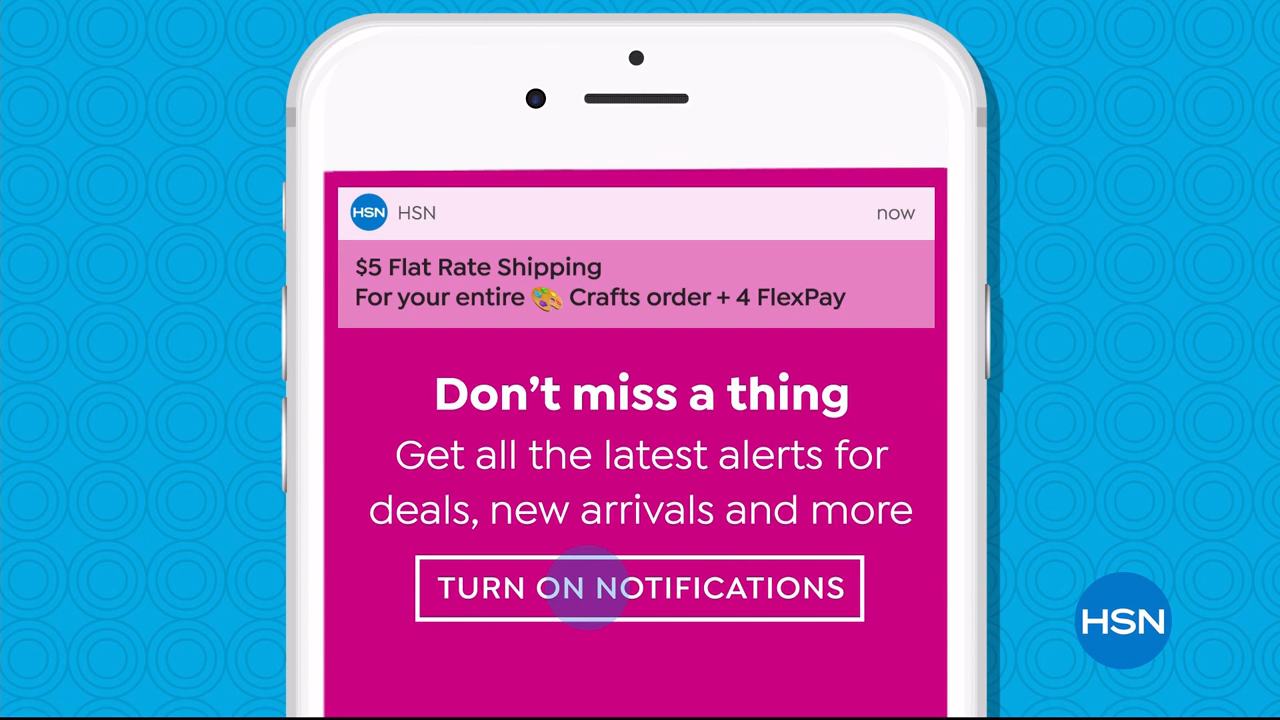 HSN HSN now
$5 Flat Rate Shipping
For your entire 🎨 Crafts order + 4 FlexPay
Don't miss a thing
Get all the latest alerts for
deals, new arrivals and more
TURN ON NOTIFICATIONS
HSN